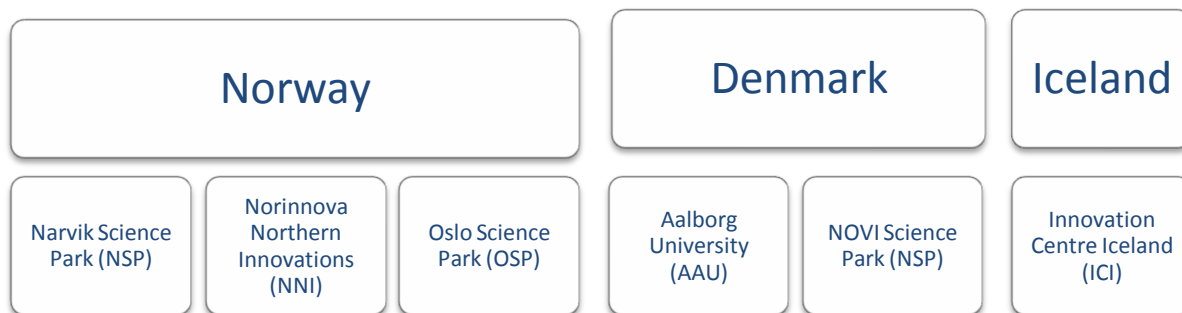 Norway
Denmark
Iceland
Narvik Science
Park (NSP)
Norinnova
Northern
Innovations
(NNI)
Oslo Science
Park (OSP)
Aalborg
University
(AAU)
NOVI Science
Park (NSP)
Innovation
Centre Iceland
(ICI)